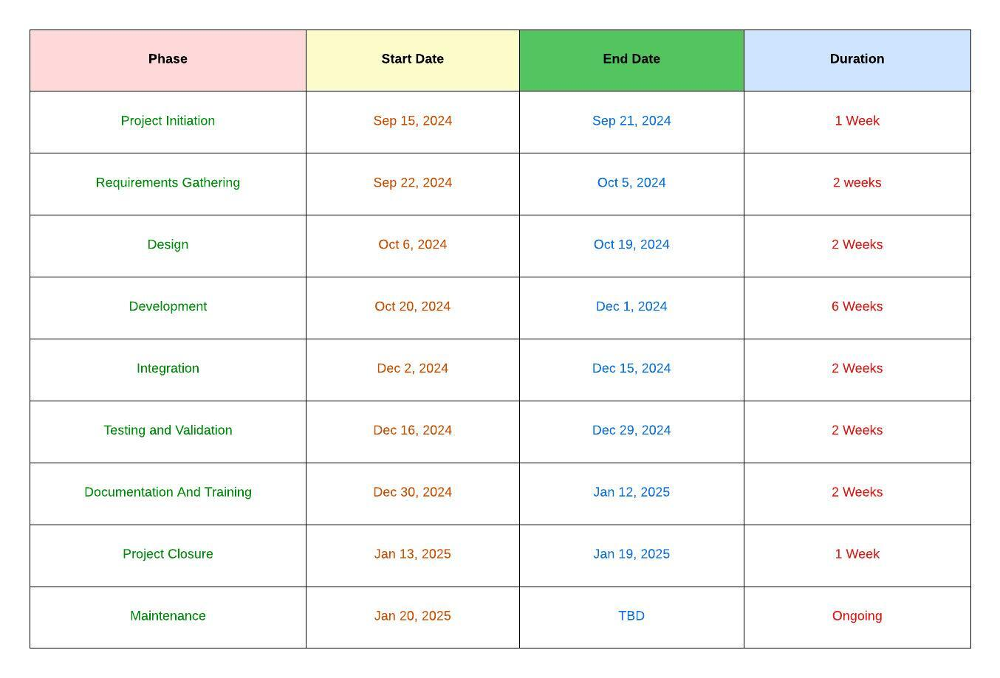 Phase Start Date End Date Duration
Project Initiation Sep 15, 2024 Sep 21, 2024 1 Week
Requirements Gathering Sep 22, 2024 Oct 5, 2024 2 weeks
Design Oct 6, 2024 Oct 19, 2024 2 Weeks
Development Oct 20, 2024 Dec 1, 2024 6 Weeks
Integration Dec 2, 2024 Dec 15, 2024 2 Weeks
Testing and Validation Dec 16, 2024 Dec 29, 2024 2 Weeks
Documentation And Training Dec 30, 2024 Jan 12, 2025 2 Weeks
Project Closure Jan 13, 2025 Jan 19, 2025 1 Week
Maintenance Jan 20, 2025 TBD Ongoing